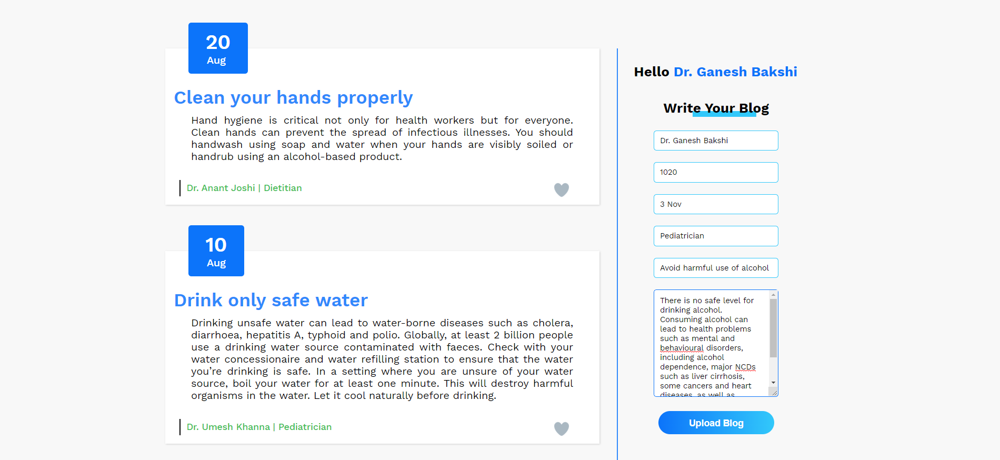 20
Aug
Clean your hands properly
Hand hygiene is critical not only for health workers but for everyone.
Clean hands can prevent the spread of infectious illnesses. You should
handwash using soap and water when your hands are visibly soiled or
handrub using an alcohol-based product.
Dr. Anant Joshi | Dietitian
10
Aug
Drink only safe water
Drinking unsafe water can lead to water-borne diseases such as cholera,
diarrhoea, hepatitis A, typhoid and polio. Globally, at least 2 billion people
use a drinking water source contaminated with faeces. Check with your
water concessionaire and water refilling station to ensure that the water
you’re drinking is safe. In a setting where you are unsure of your water
source, boil your water for at least one minute. This will destroy harmful
organisms in the water. Let it cool naturally before drinking.
Dr. Umesh Khanna | Pediatrician
Hello Dr. Ganesh Bakshi
Write Your Blog
Dr. Ganesh Bakshi
1020
3 Nov
Pediatrician
Avoid harmful use of alcohol
There is no safe level for
drinking alcohol.
Consuming alcohol can
lead to health problems
such as mental and
behavioural disorders,
including alcohol
dependence, major NCDs
such as liver cirrhosis,
some cancers and heart
diseases, as well as
Upload Blog